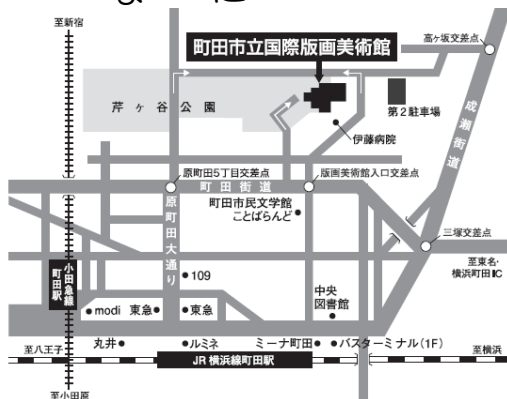 至新宿
高ヶ坂交差点
町田市立国際版画美術館
芹ヶ谷公園
第2駐車場
成瀬街道
伊藤病院
原町田5丁目交差点
町田街道
版画美術館入口交差点
町田市民文学館
ことばらんど
原町田大通り
三塚交差点
至東名・
横浜町田IC
小田急線
町田駅
109
中央
図書館
modi
東急
東急
丸井
ルミネ
ミーナ町田
バスターミナル(1F)
至八王子
JR横浜線町田駅
至横浜
至小田原